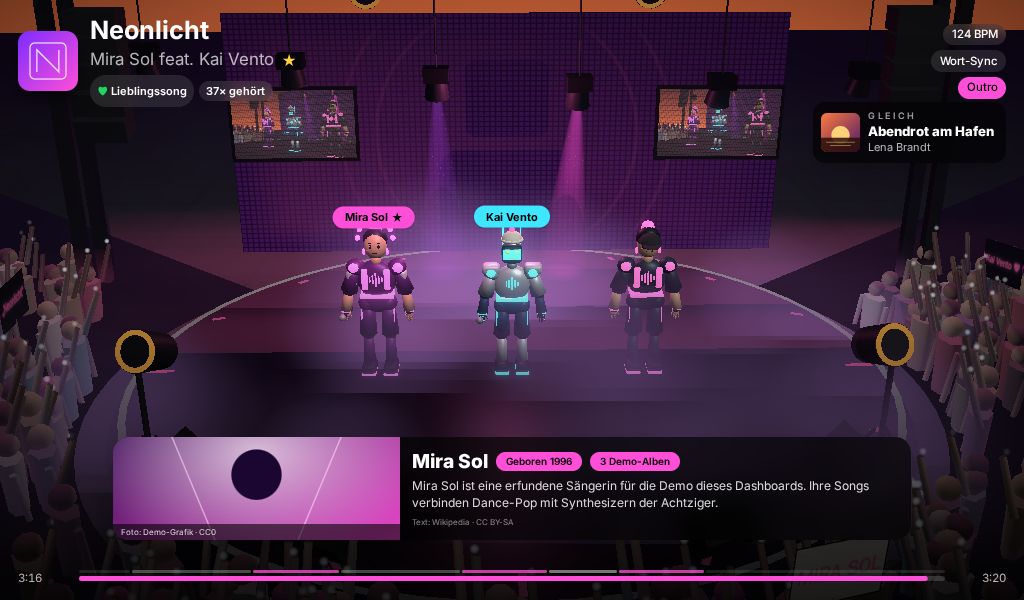 Neonlicht
Mira Sol feat. Kai Vento ★
Lieblingssong
37× gehört
124 BPM
Wort-Sync
Outro
GLEICH
Abendrot am Hafen
Lena Brandt
Mira Sol ★
Kai Vento
Mira Sol
Geboren 1996
3 Demo-Alben
Mira Sol ist eine erfundene Sängerin für die Demo dieses Dashboards. Ihre Songs
verbinden Dance-Pop mit Synthesizern der Achtziger.
Text: Wikipedia · CC BY-SA
Foto: Demo-Grafik · CC0
MIRA SOL
3:16
3:20